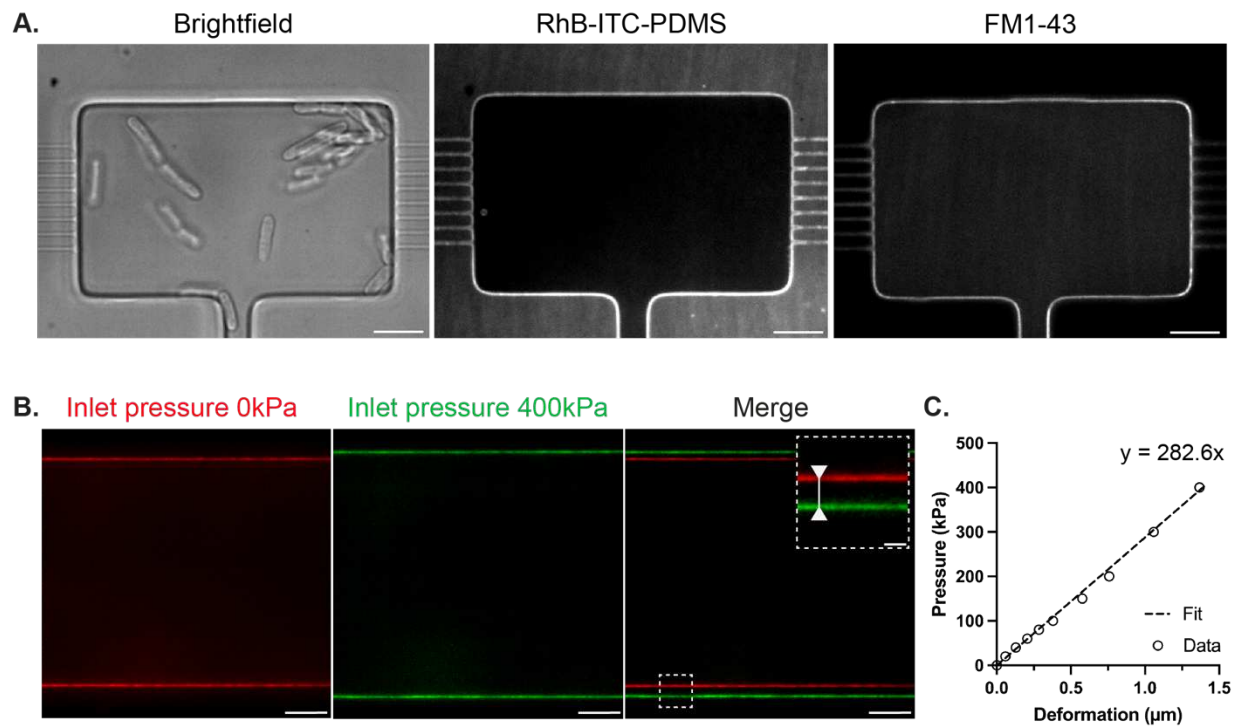 A.
Brightfield
RhB-ITC-PDMS
FM1-43
B.
Inlet pressure 0kPa
Inlet pressure 400kPa
Merge
C.
y = 282.6x
Pressure (kPa)
500
400
300
200
100
0
Fit
Data
0.0
0.5
1.0
1.5
Deformation (µm)